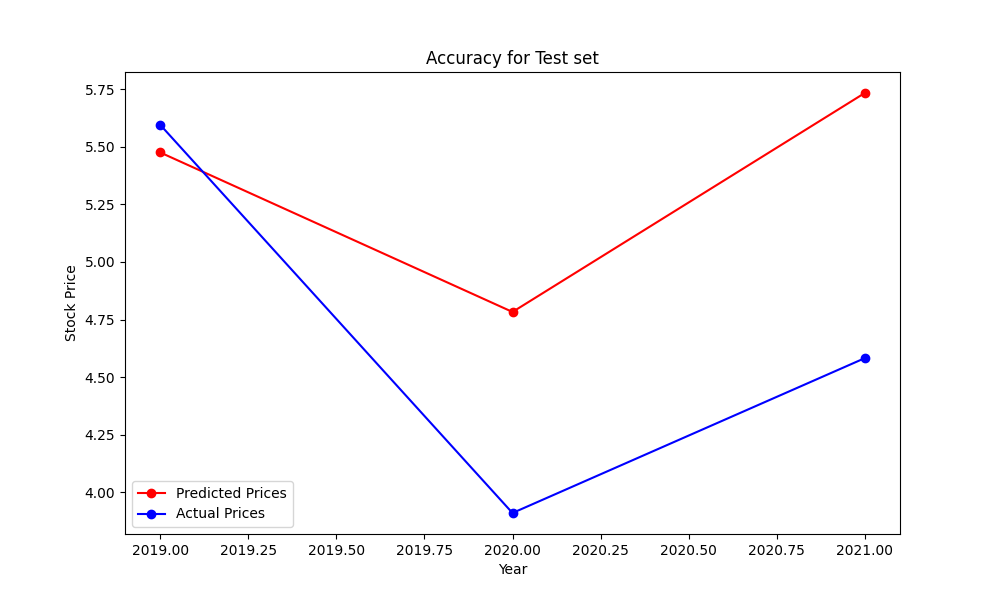 Accuracy for Test set
Stock Price
5.75
5.50
5.25
5.00
4.75
4.50
4.25
4.00
Predicted Prices
Actual Prices
2019.00 2019.25 2019.50 2019.75 2020.00 2020.25 2020.50 2020.75 2021.00
Year